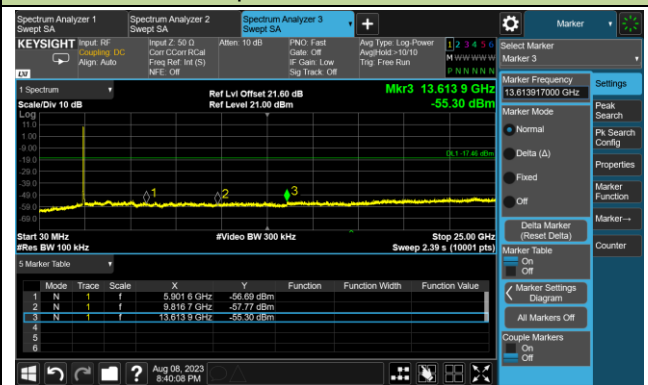 Spectrum Analyzer 1
Swept SA
Spectrum Analyzer 2
Swept SA
Spectrum Analyzer 3
Swept SA
Marker
KEYSIGHT
Input: RF
Coupling: DC
Align: Auto
Input Z: 50 Ω
Corr CCorr RCal
Freq Ref: Int (S)
NFE: Off
Atten: 10 dB
PNO: Fast
Gate: Off
IF Gain: Low
Sig Track: Off
Avg Type: Log-Power
Avg|Hold:>10/10
Trig: Free Run
1 2 3 4 5 6
M W W W W W
P N N N N N
LW
Select Marker
Marker 3
Marker Frequency
13.613917000 GHz
Settings
Peak
Search
Pk Search
Config
Properties
Marker
Function
Marker→
Counter
Marker Mode
Normal
Delta (Δ)
Fixed
Off
Delta Marker
(Reset Delta)
Marker Table
On
Off
Marker Settings
Diagram
All Markers Off
Couple Markers
On
Off
1 Spectrum
Scale/Div 10 dB
Ref Lvl Offset 21.60 dB
Ref Level 21.00 dBm
Mkr3 13.613 9 GHz
-55.30 dBm
Log
11.0
1.00
-9.00
-19.0
-29.0
-39.0
-49.0
-59.0
-69.0
DL1 -17.46 dBm
1
2
3
Start 30 MHz
#Res BW 100 kHz
#Video BW 300 kHz
Stop 25.00 GHz
Sweep 2.39 s (10001 pts)
5 Marker Table
Mode Trace Scale X Y Function Function Width Function Value
1 N 1 f 5.901 6 GHz -56.69 dBm
2 N 1 f 9.816 7 GHz -57.77 dBm
3 N 1 f 13.613 9 GHz -55.30 dBm
4
5
6
?
Aug 08, 2023
8:40:08 PM